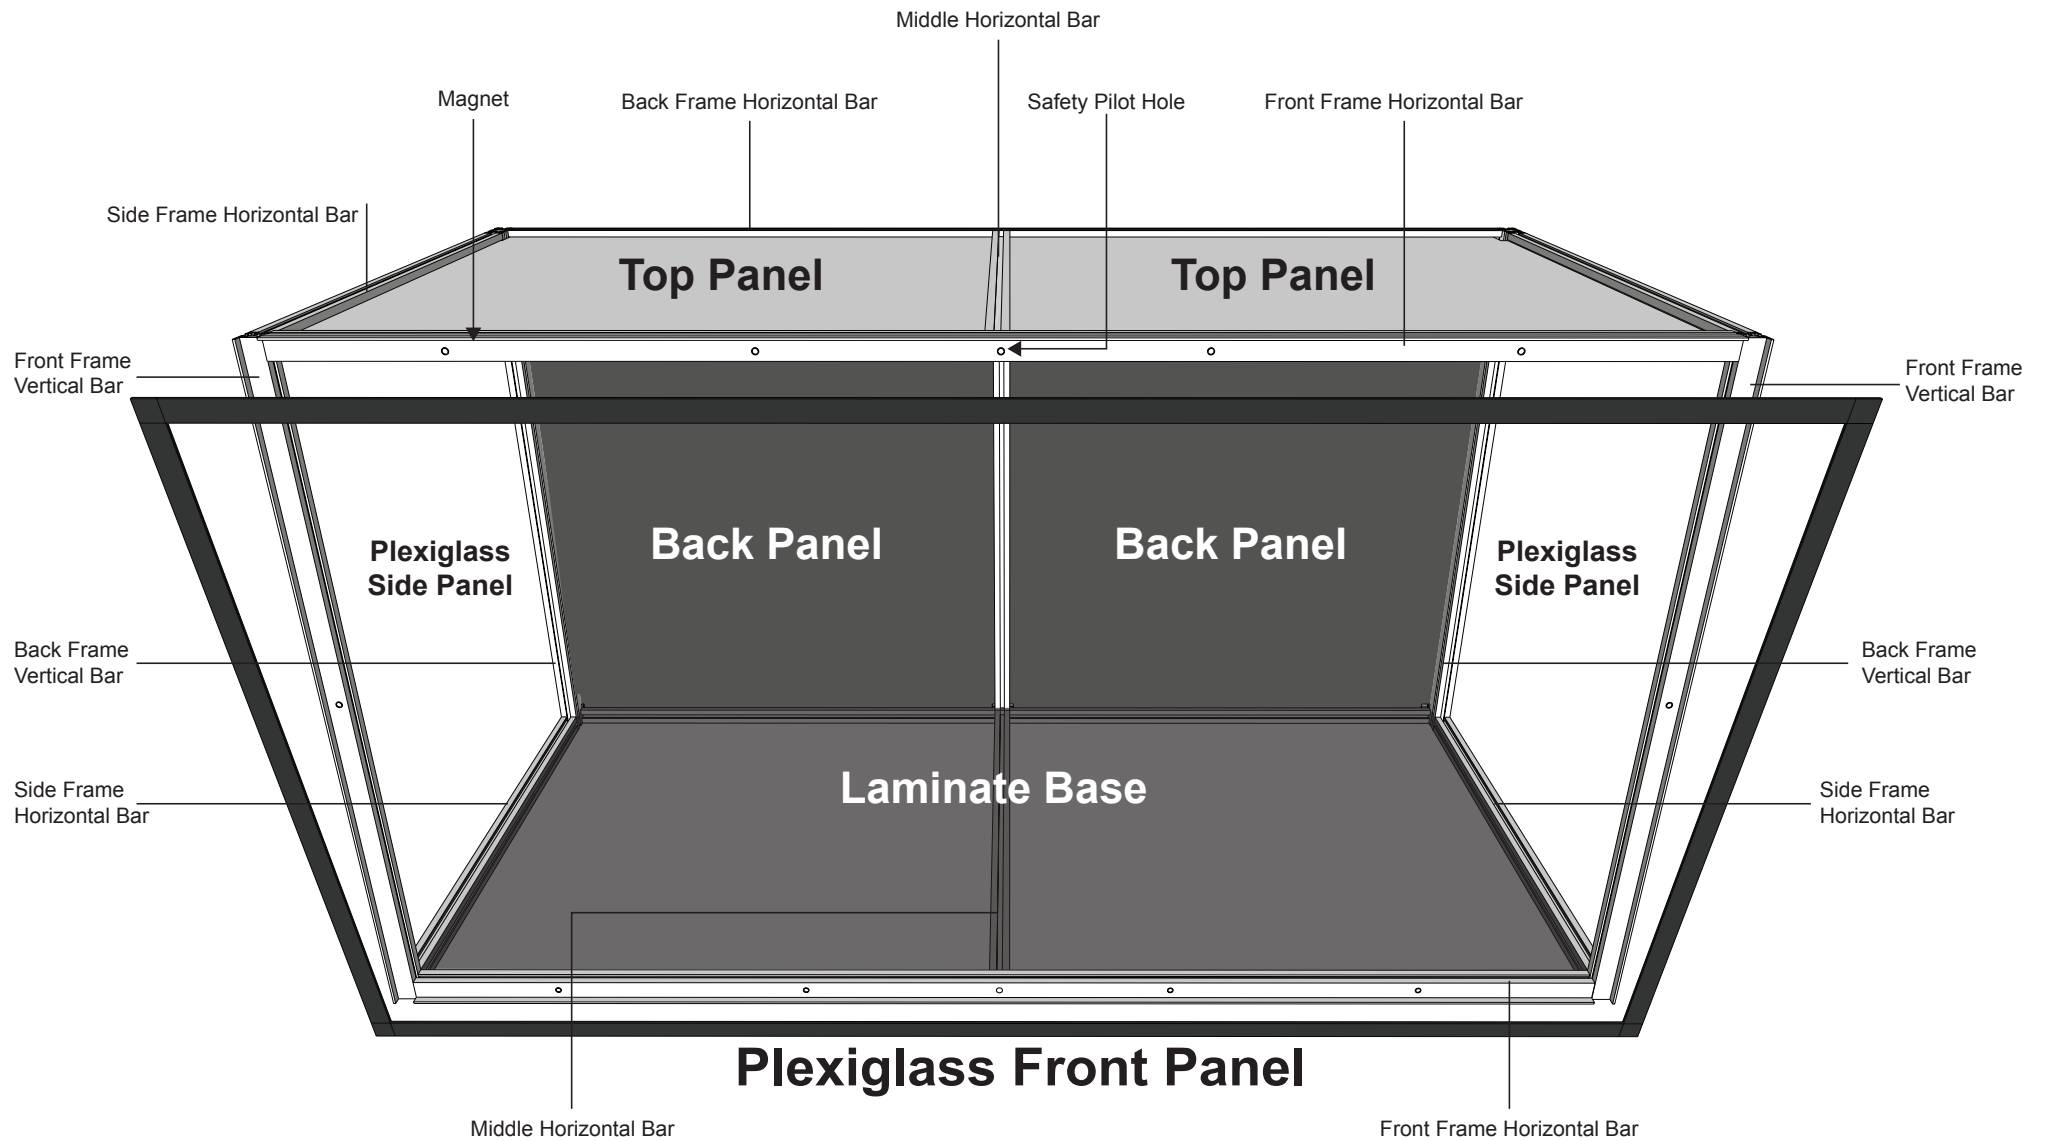 Middle Horizontal Bar
Magnet
Back Frame Horizontal Bar
Safety Pilot Hole
Front Frame Horizontal Bar
Side Frame Horizontal Bar
Top Panel
Top Panel
Front Frame
Vertical Bar
Front Frame
Vertical Bar
Plexiglass
Side Panel
Back Panel
Back Panel
Plexiglass
Side Panel
Back Frame
Vertical Bar
Back Frame
Vertical Bar
Side Frame
Horizontal Bar
Laminate Base
Side Frame
Horizontal Bar
Plexiglass Front Panel
Middle Horizontal Bar
Front Frame Horizontal Bar